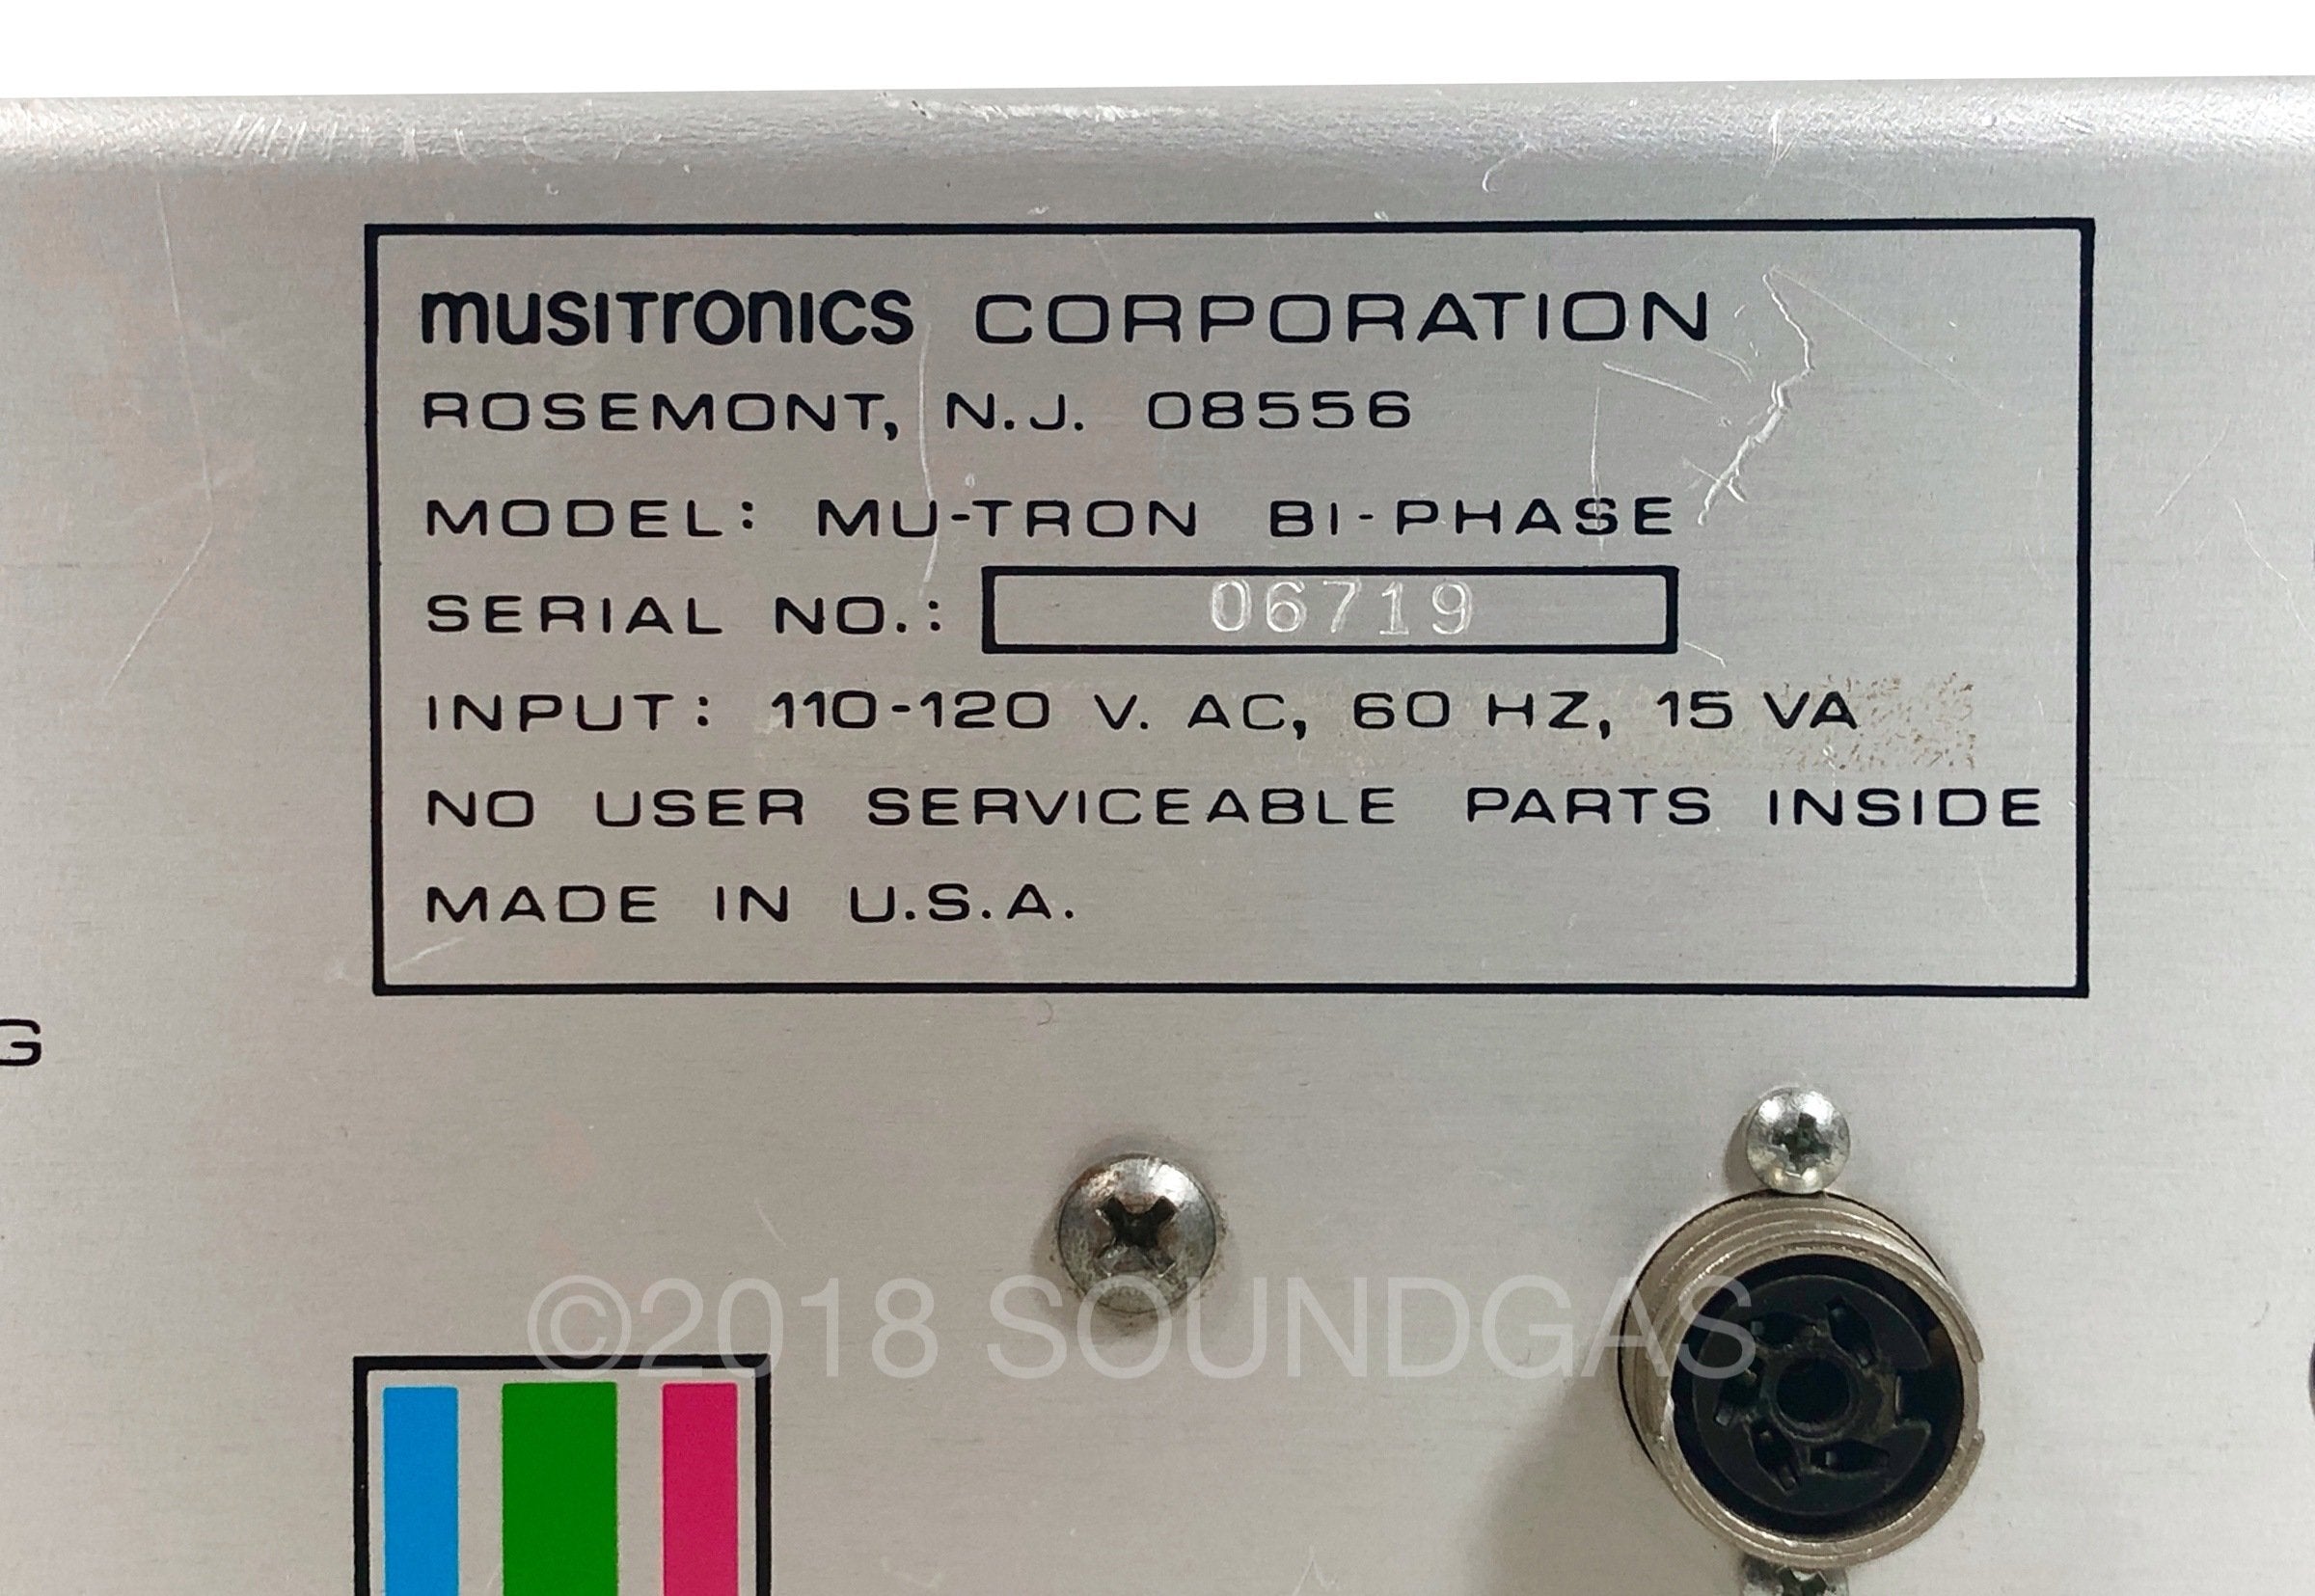 musiTronics CORPORATION
ROSEMONT, N.J. 08556
MODEL: MU-TRON BI-PHASE
SERIAL NO.: 06719
INPUT: 110-120 V. AC, 60 HZ, 15 VA
NO USER SERVICEABLE PARTS INSIDE
MADE IN U.S.A.
G
©2018 SOUNDGAS